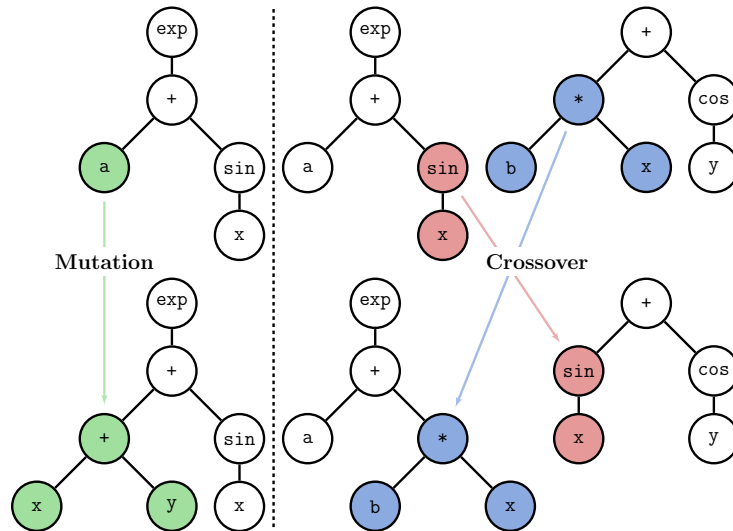 exp
+
a
sin
x
Mutation
exp
+
+
sin
x
y
x
exp
+
+
*
cos
a
sin
b
x
y
x
Crossover
exp
+
+
sin
cos
a
*
x
y
b
x